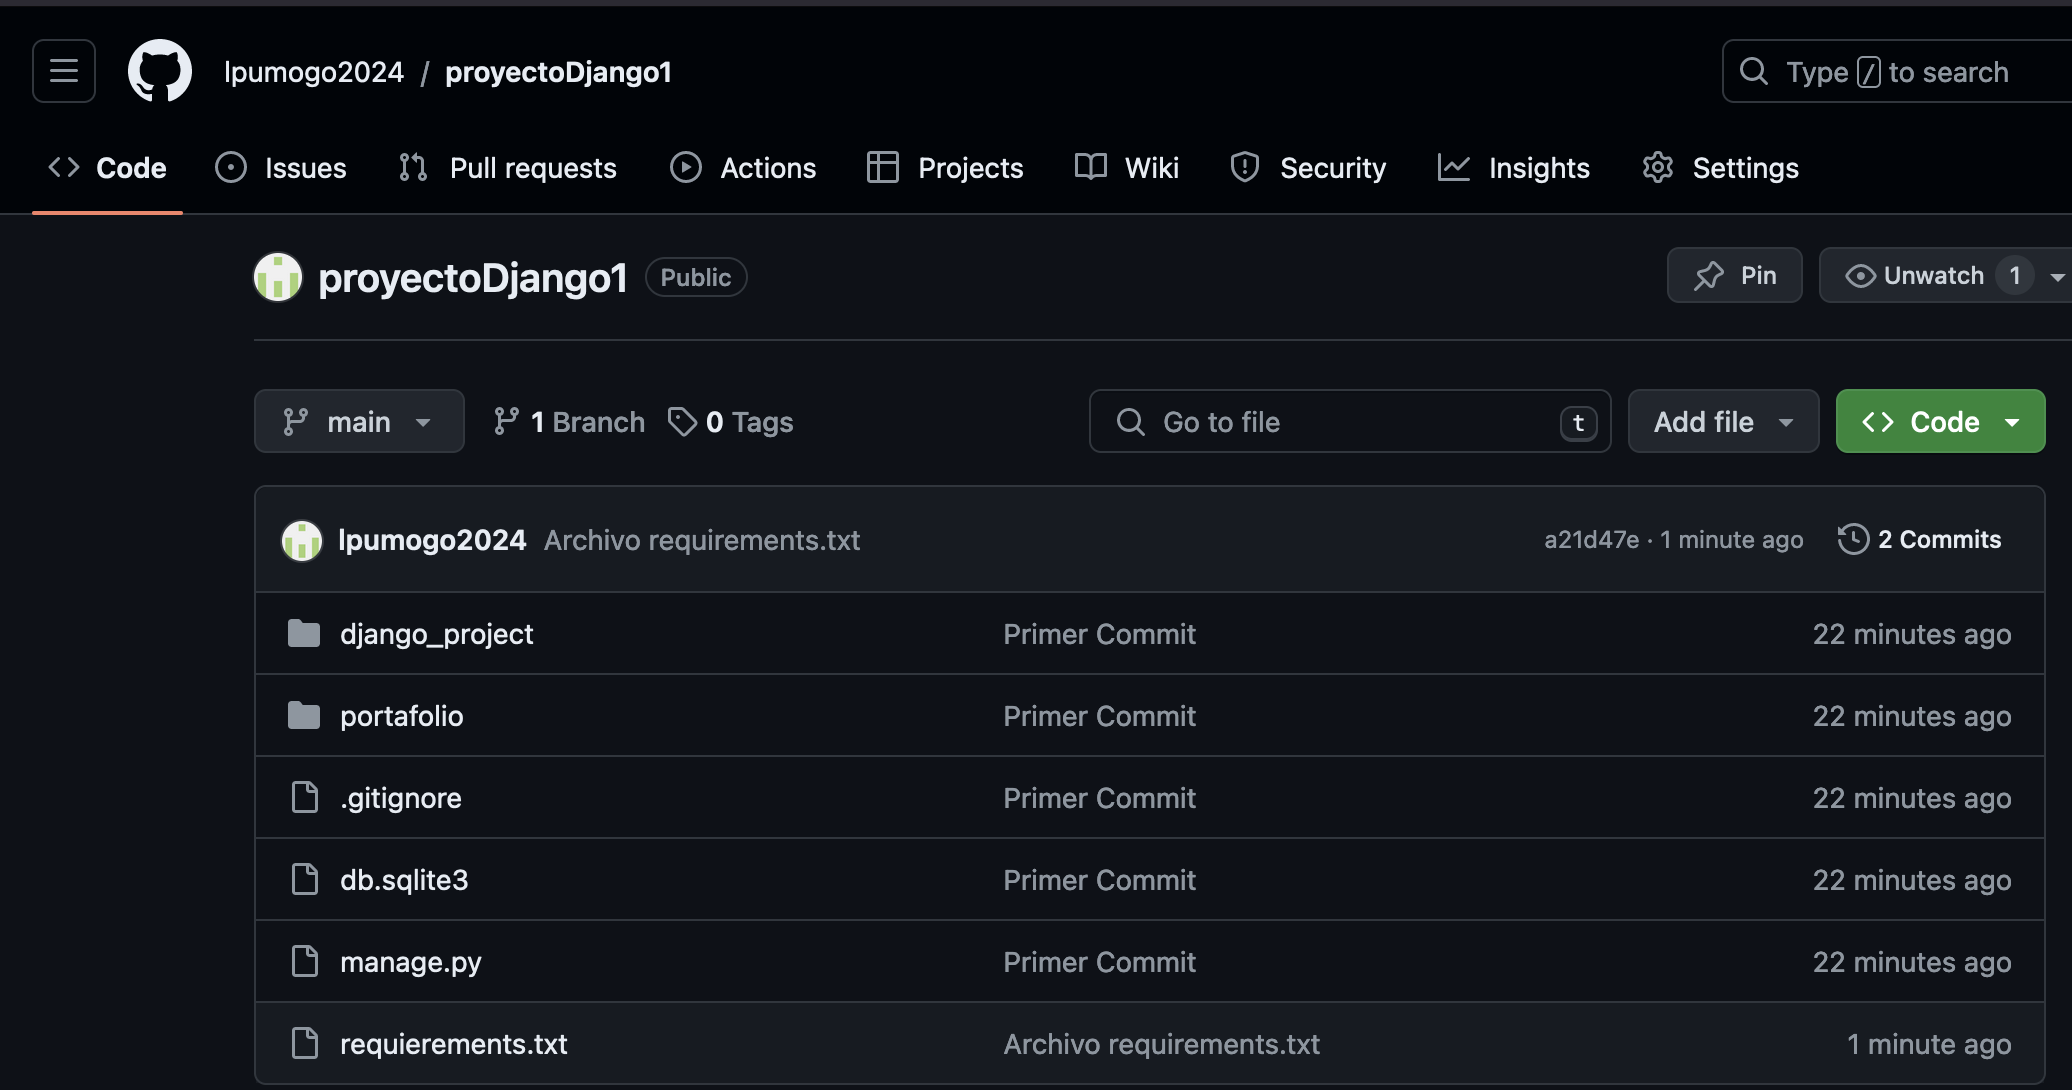 lpumogo2024 / proyectoDjango1
Type / to search
Code Issues Pull requests Actions Projects Wiki Security Insights Settings
proyectoDjango1 Public
Pin Unwatch 1
main 1 Branch 0 Tags
Go to file t Add file Code
lpumogo2024 Archivo requirements.txt a21d47e · 1 minute ago 2 Commits
django_project Primer Commit 22 minutes ago
portafolio Primer Commit 22 minutes ago
.gitignore Primer Commit 22 minutes ago
db.sqlite3 Primer Commit 22 minutes ago
manage.py Primer Commit 22 minutes ago
requierements.txt Archivo requirements.txt 1 minute ago